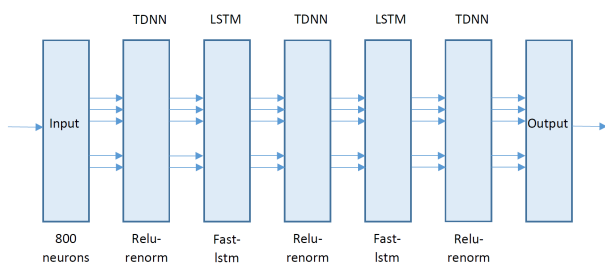 TDNN LSTM TDNN LSTM TDNN
Input Output
800 Relu- Fast- Relu- Fast- Relu-
neurons renorm lstm renorm lstm renorm